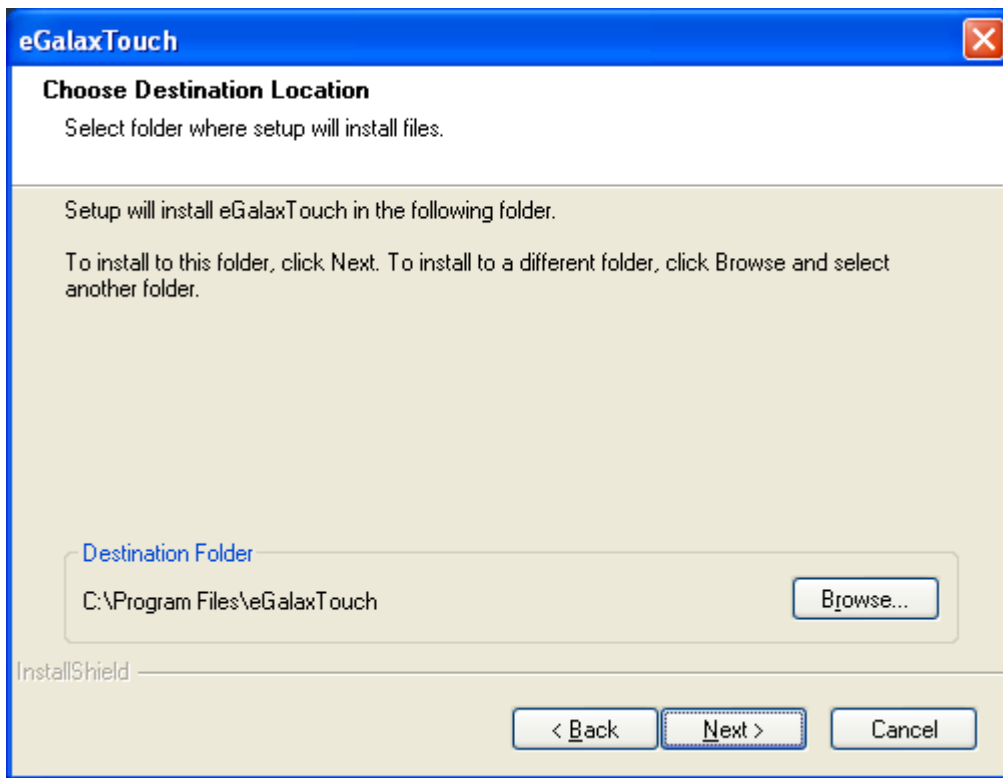 eGalaxTouch
Choose Destination Location
Select folder where setup will install files.
Setup will install eGalaxTouch in the following folder.
To install to this folder, click Next. To install to a different folder, click Browse and select
another folder.
Destination Folder
C:\Program Files\eGalaxTouch
Browse...
InstallShield
< Back
Next >
Cancel